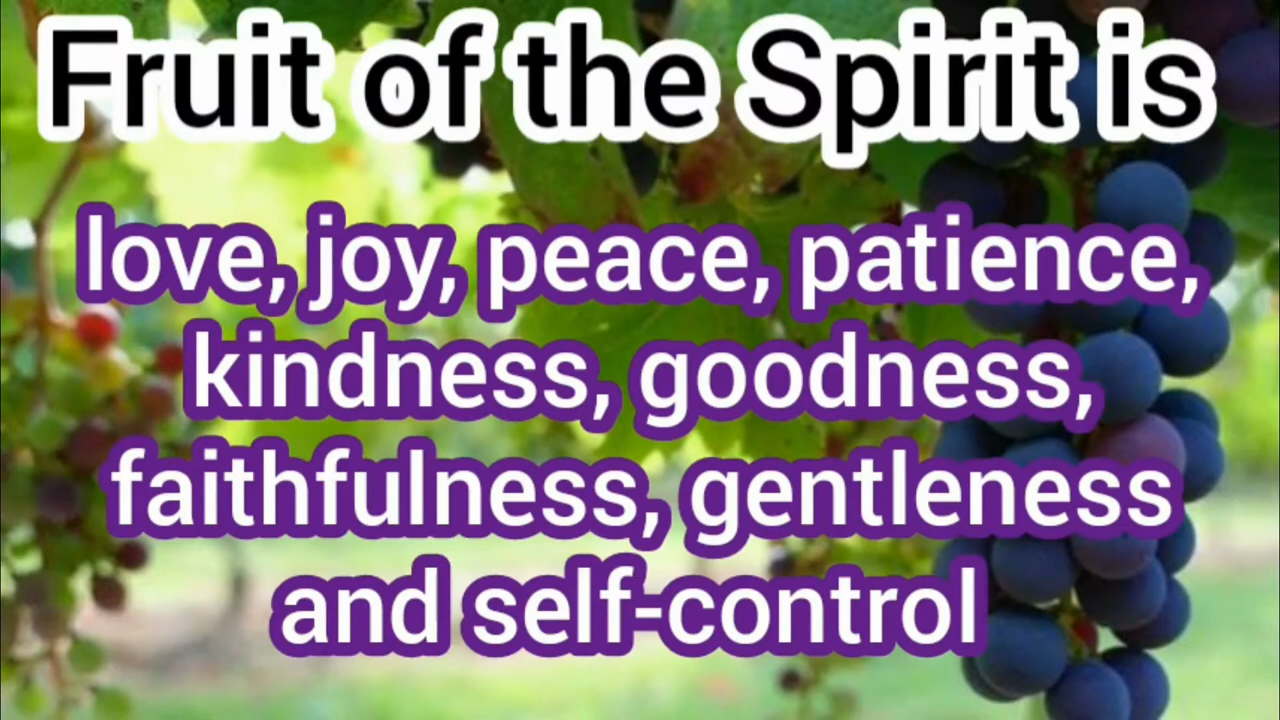 Fruit of the Spirit is
love, joy, peace, patience,
kindness, goodness,
faithfulness, gentleness
and self-control